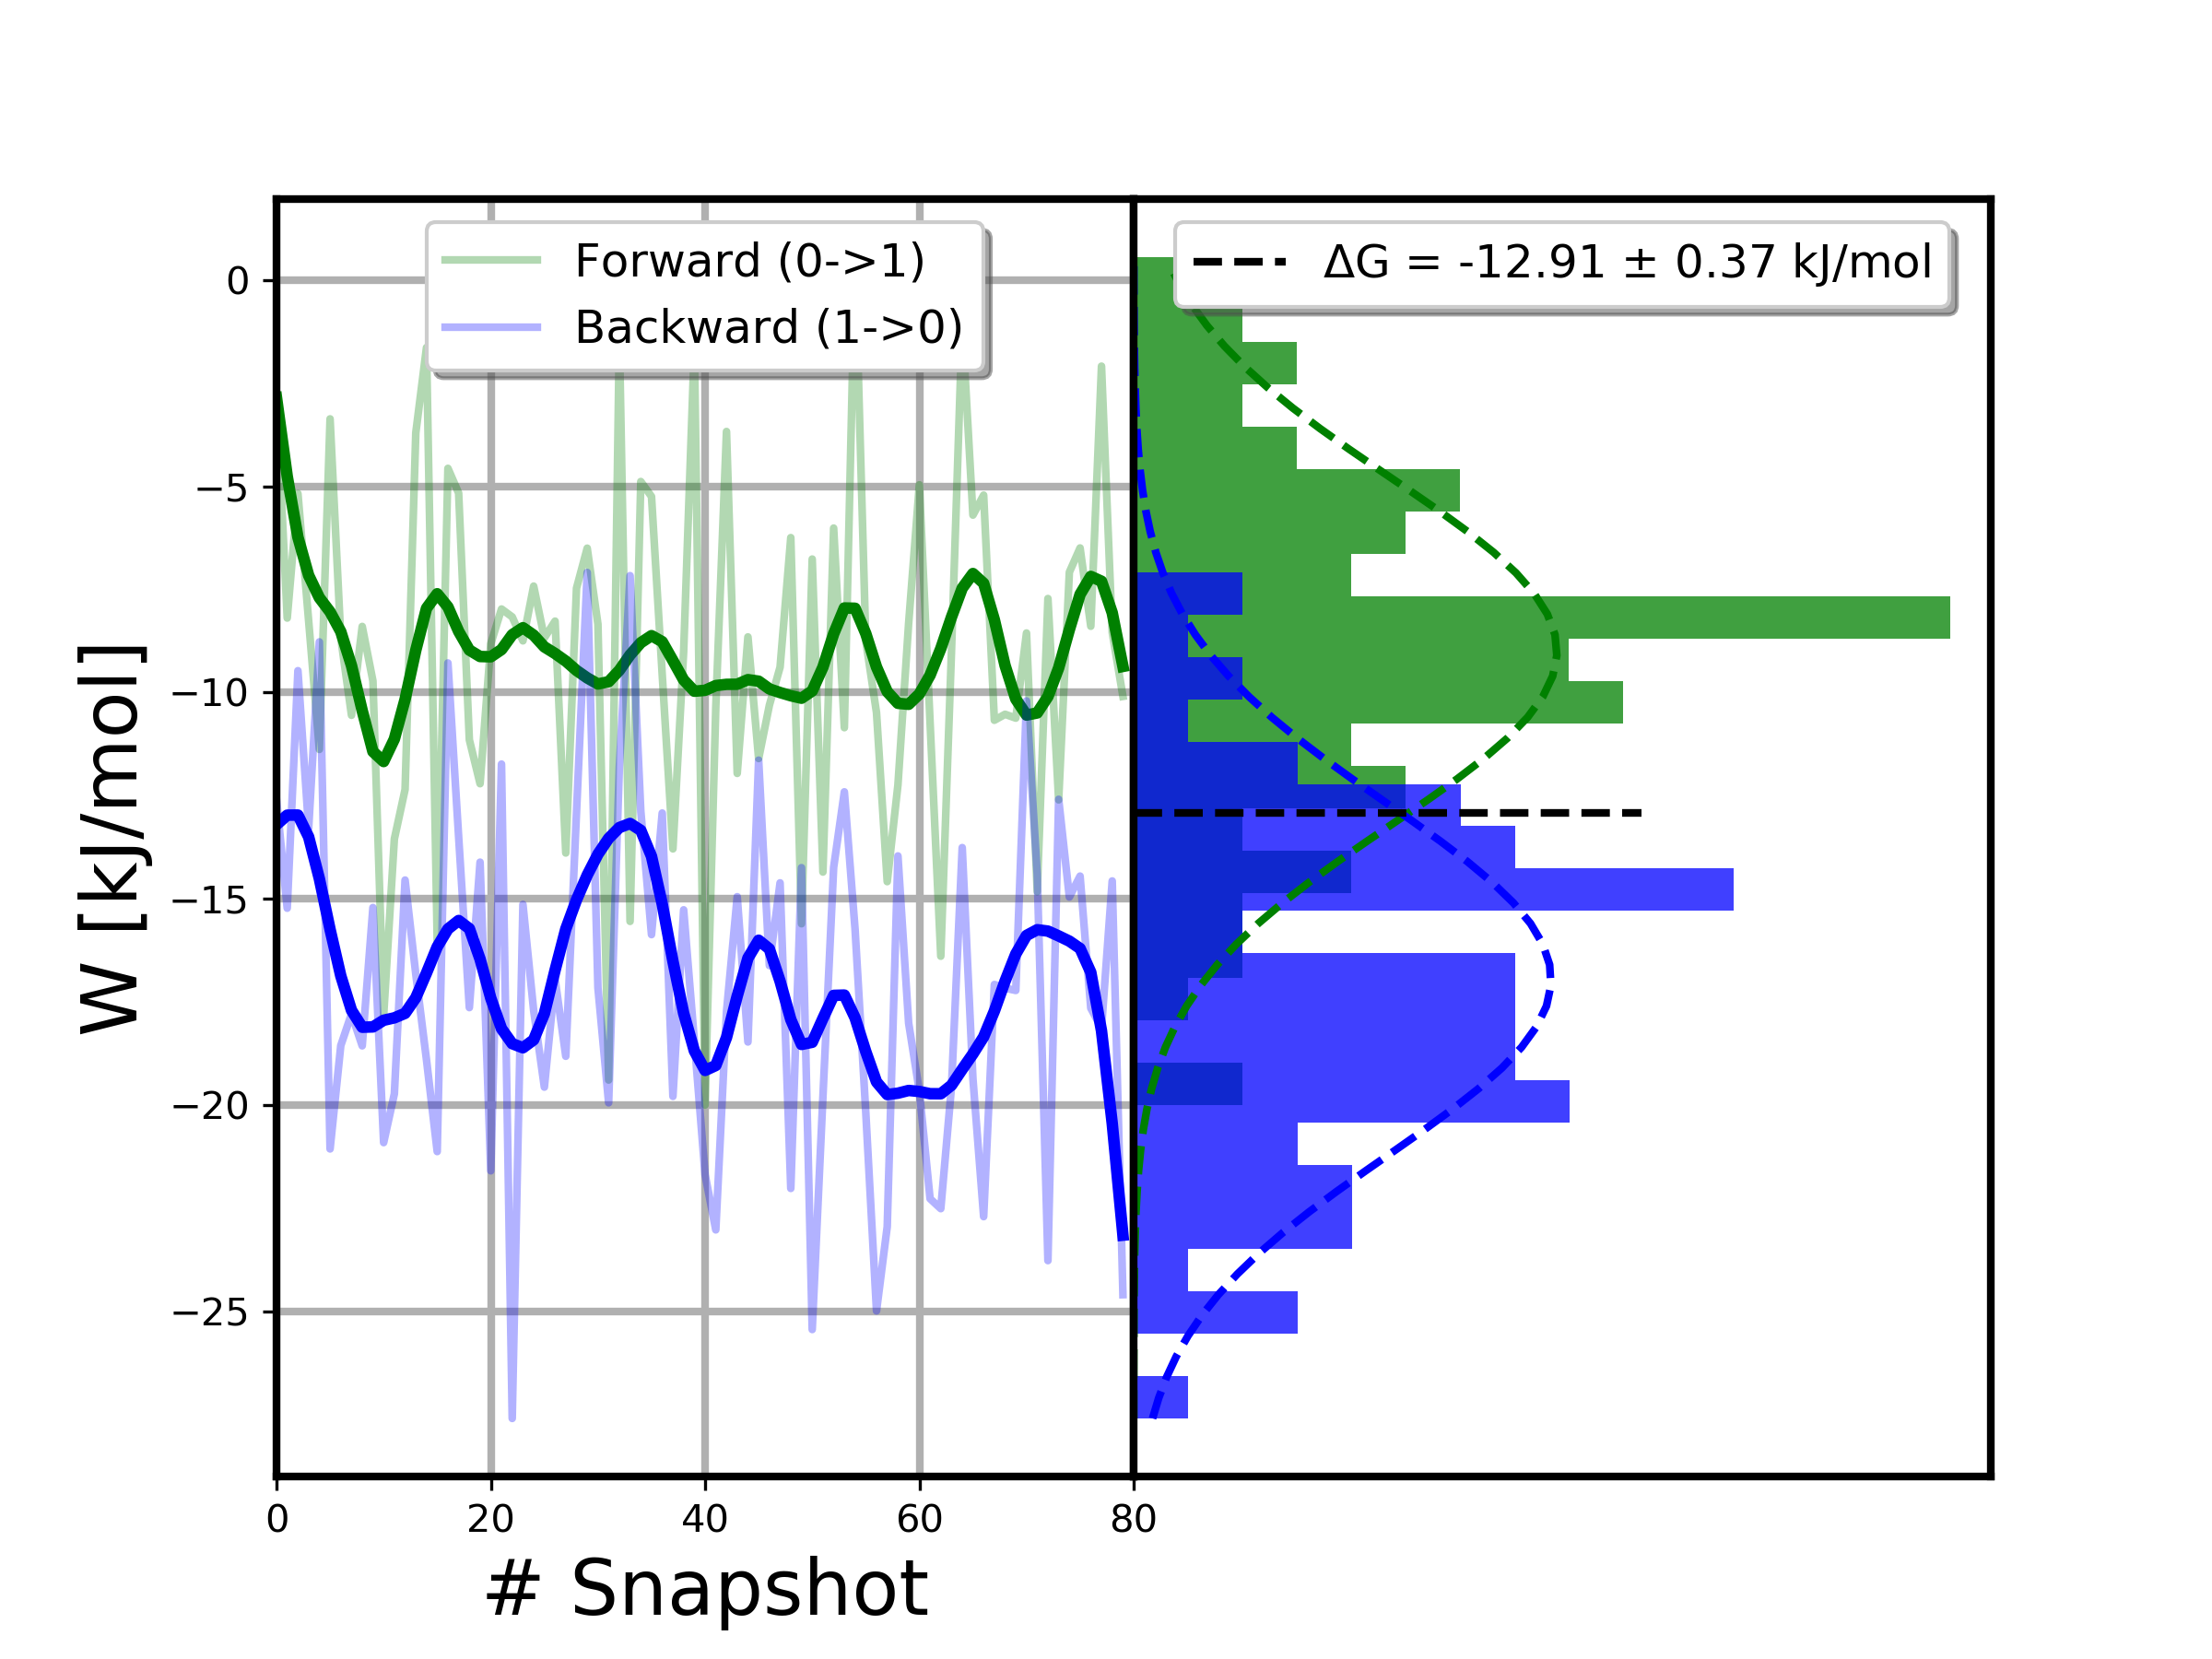 Forward (0->1)
Backward (1->0)
ΔG = -12.91 ± 0.37 kJ/mol
0
−5
−10
−15
−20
−25
W [kJ/mol]
0 20 40 60 80
# Snapshot